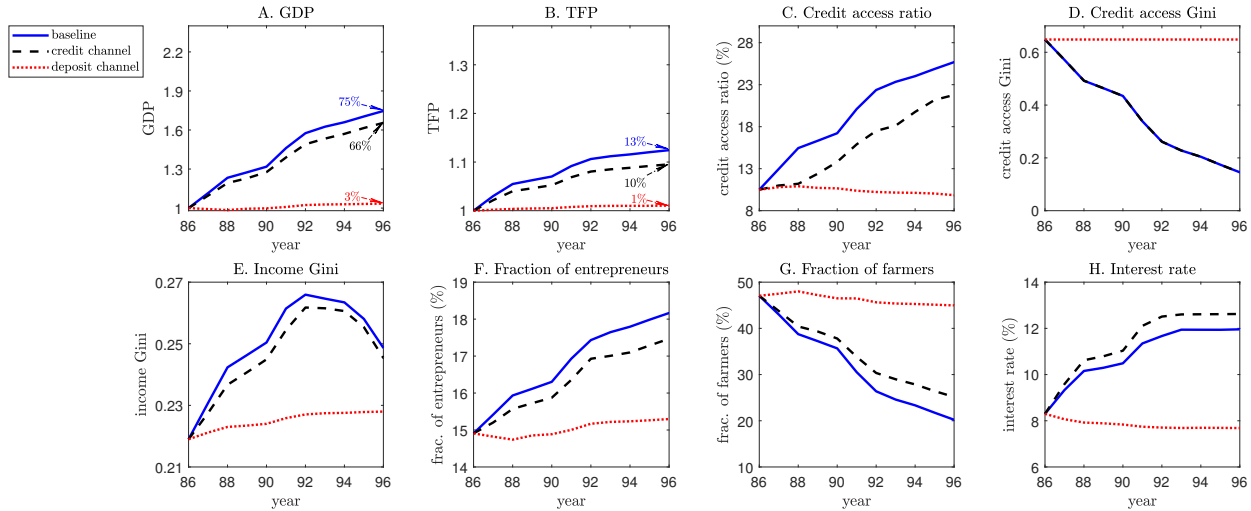 baseline
credit channel
deposit channel
A. GDP
GDP
2.2
1.9
1.6
1.3
1
75%
66%
3%
86 88 90 92 94 96
year
B. TFP
TFP
1.3
1.2
1.1
1
13%
10%
1%
86 88 90 92 94 96
year
C. Credit access ratio
credit access ratio (%)
28
23
18
13
8
86 88 90 92 94 96
year
D. Credit access Gini
credit access Gini
0.6
0.4
0.2
0
86 88 90 92 94 96
year
E. Income Gini
income Gini
0.27
0.25
0.23
0.21
86 88 90 92 94 96
year
F. Fraction of entrepreneurs
frac. of entrepreneurs (%)
19
18
17
16
15
14
86 88 90 92 94 96
year
G. Fraction of farmers
frac. of farmers (%)
50
40
30
20
10
86 88 90 92 94 96
year
H. Interest rate
interest rate (%)
14
12
10
8
6
86 88 90 92 94 96
year